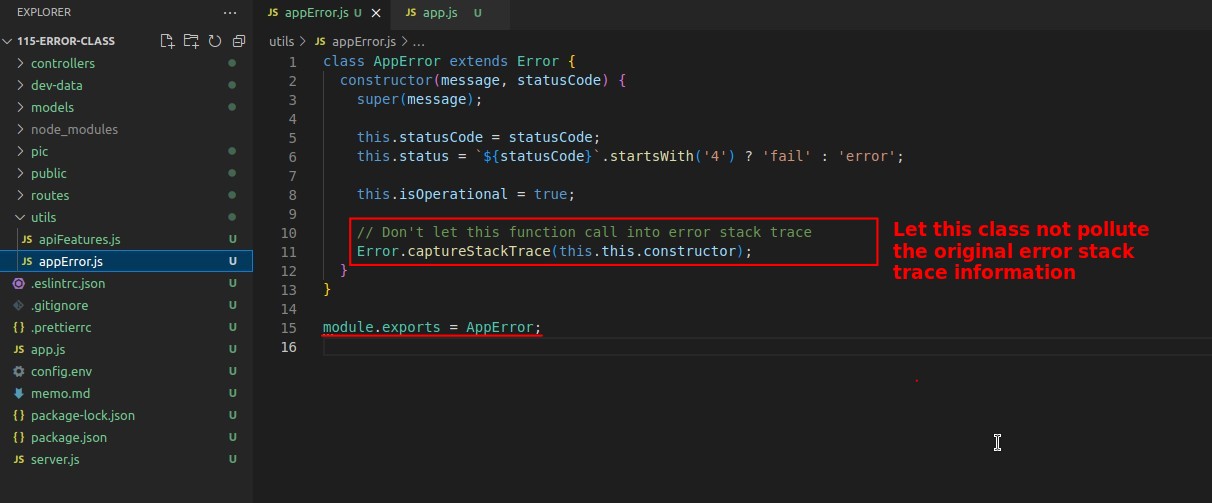 EXPLORER ...
115-ERROR-CLASS
controllers
dev-data
models
node_modules
pic
public
routes
utils
JS apiFeatures.js U
JS appError.js U
.eslintrc.json U
.gitignore U
{ } .prettierrc U
JS app.js U
config.env U
memo.md U
{ } package-lock.json U
{ } package.json U
JS server.js U
JS appError.js U × JS app.js U
utils > JS appError.js > ...
1 class AppError extends Error {
2 constructor(message, statusCode) {
3 super(message);
4
5 this.statusCode = statusCode;
6 this.status = `${statusCode}`.startsWith('4') ? 'fail' : 'error';
7
8 this.isOperational = true;
9
10 // Don't let this function call into error stack trace
11 Error.captureStackTrace(this.this.constructor);
12 }
13 }
14
15 module.exports = AppError;
16
Let this class not pollute
the original error stack
trace information